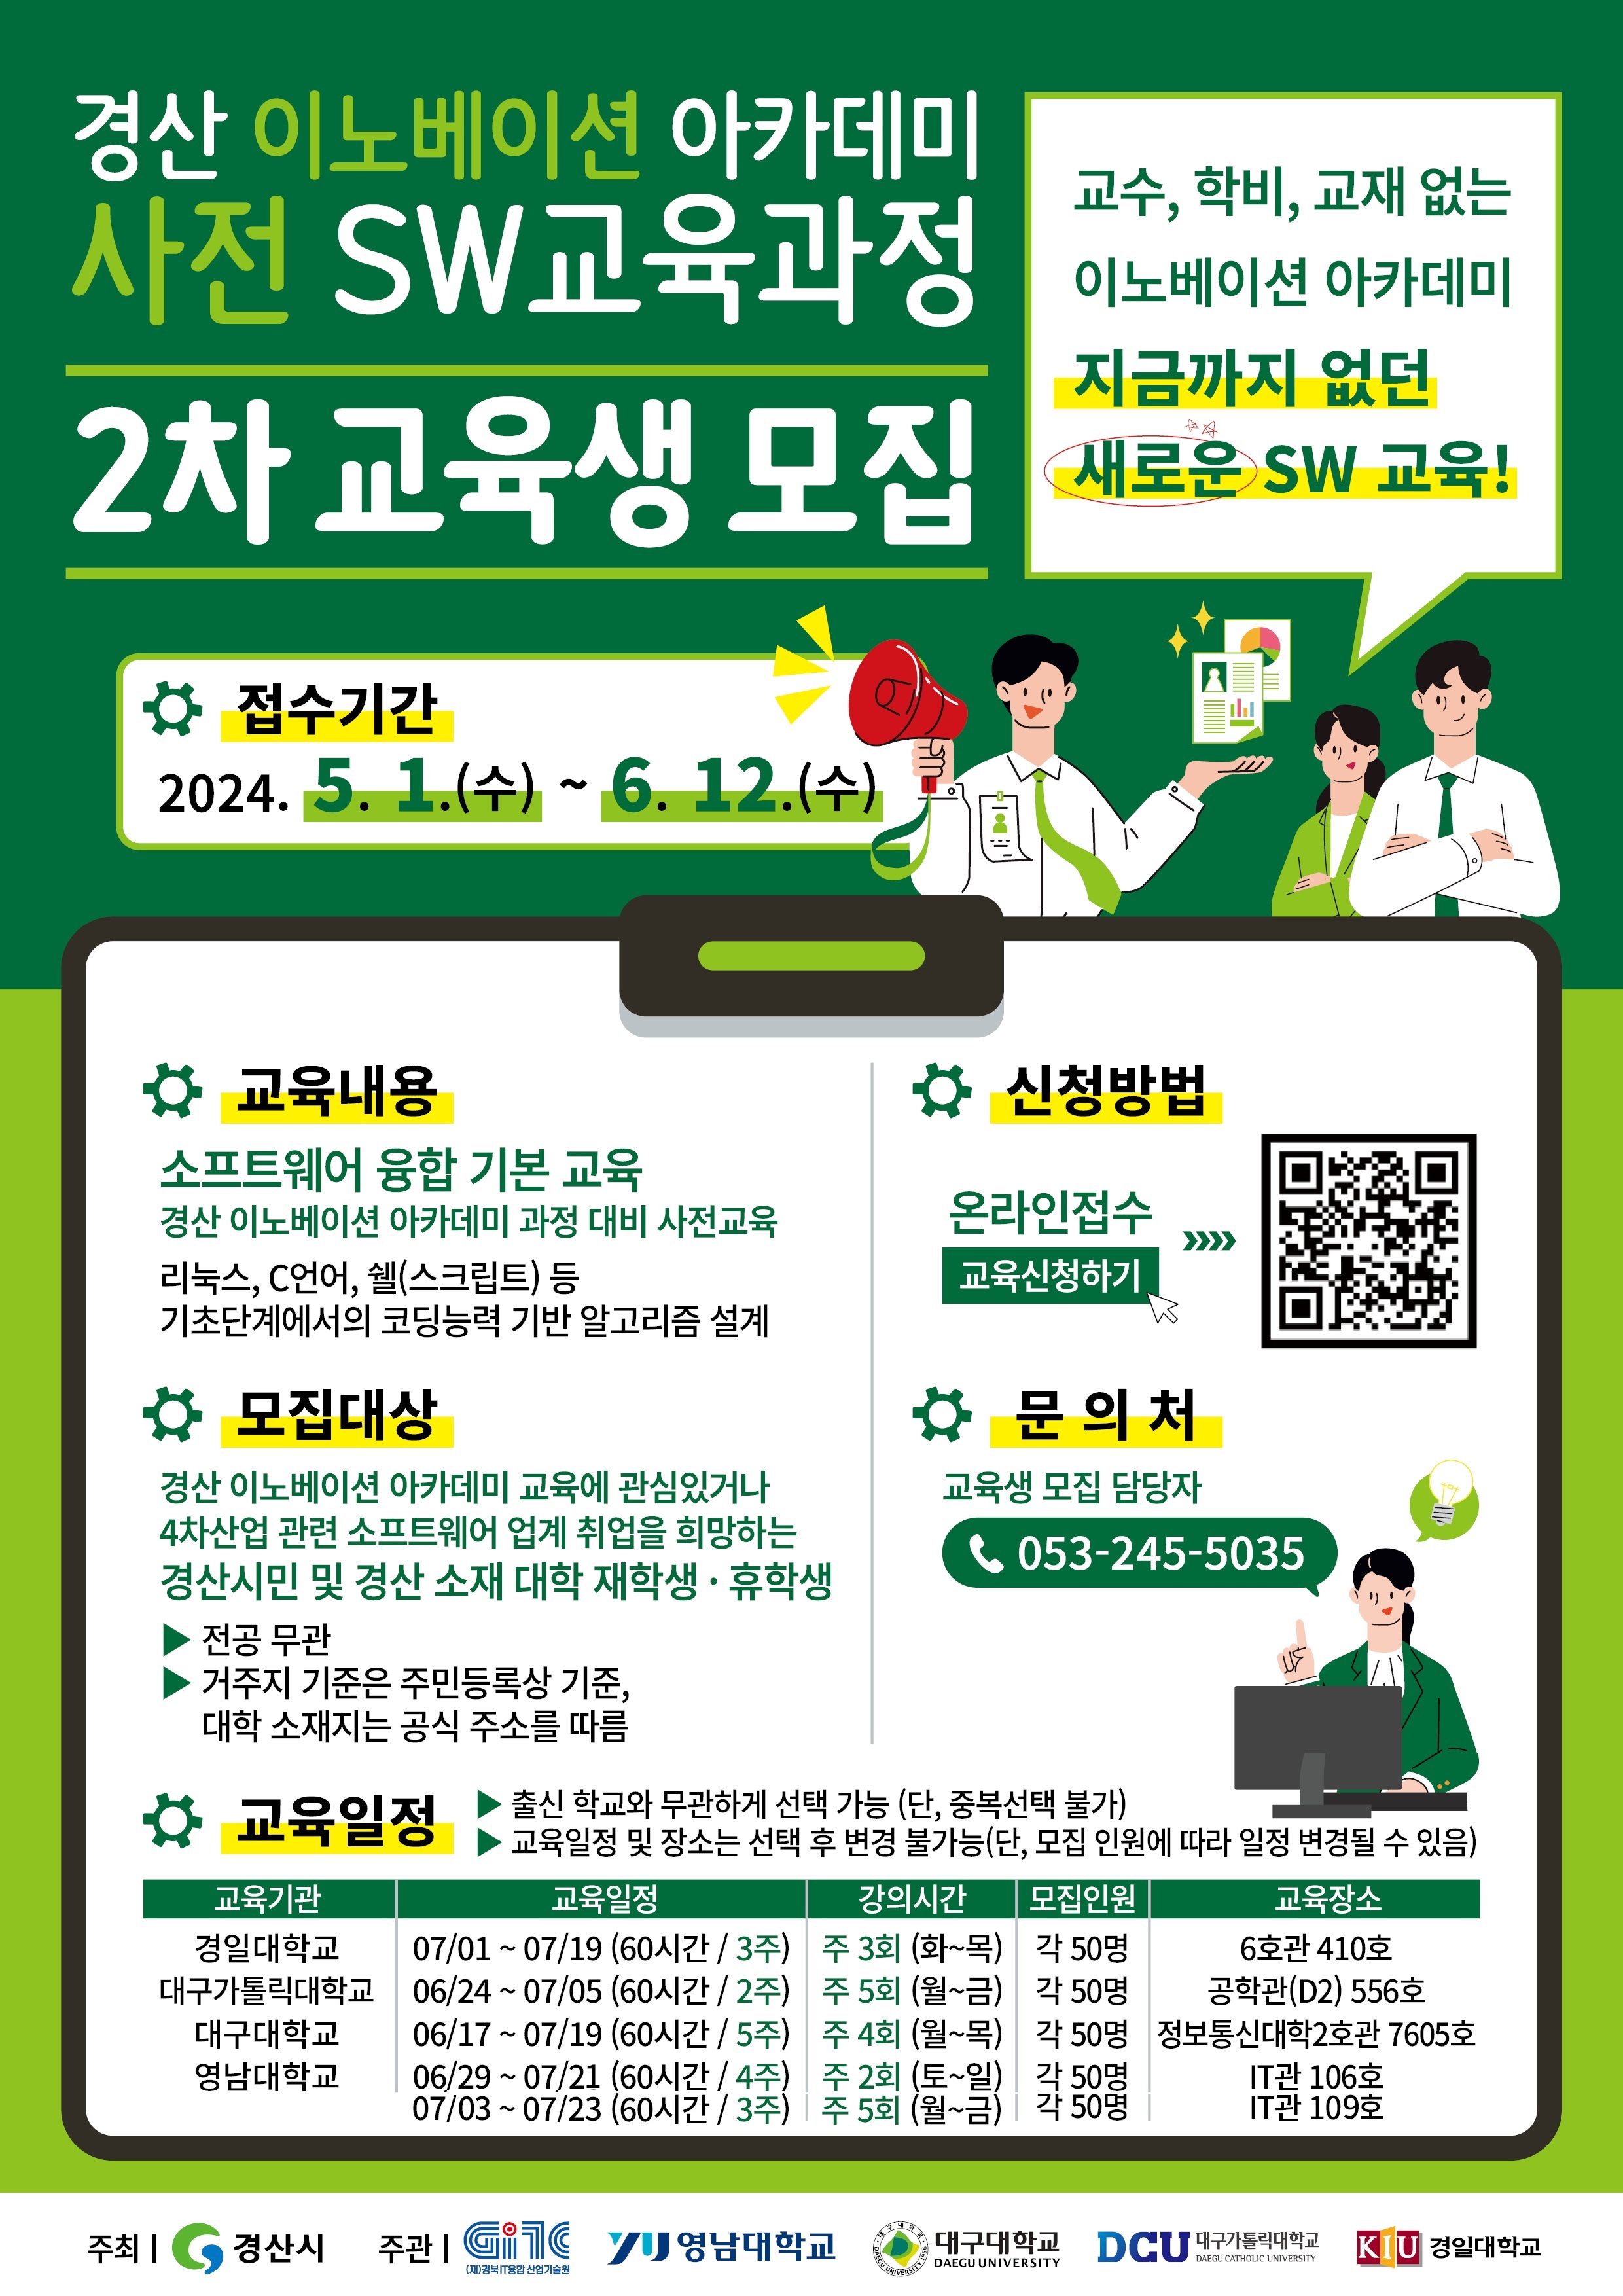 경산 이노베이션 아카데미
사전 SW교육과정
2차 교육생 모집
교수, 학비, 교재 없는
이노베이션 아카데미
지금까지 없던
새로운 SW 교육!
접수기간
2024. 5. 1.(수) ~ 6. 12.(수)
교육내용
소프트웨어 융합 기본 교육
경산 이노베이션 아카데미 과정 대비 사전교육
리눅스, C언어, 쉘(스크립트) 등
기초단계에서의 코딩능력 기반 알고리즘 설계
신청방법
온라인접수
교육신청하기
모집대상
경산 이노베이션 아카데미 교육에 관심있거나
4차산업 관련 소프트웨어 업계 취업을 희망하는
경산시민 및 경산 소재 대학 재학생 · 휴학생
▶ 전공 무관
▶ 거주지 기준은 주민등록상 기준,
대학 소재지는 공식 주소를 따름
문 의 처
교육생 모집 담당자
053-245-5035
교육일정
▶ 출신 학교와 무관하게 선택 가능 (단, 중복선택 불가)
▶ 교육일정 및 장소는 선택 후 변경 불가능(단, 모집 인원에 따라 일정 변경될 수 있음)
교육기관 교육일정 강의시간 모집인원 교육장소
경일대학교 07/01 ~ 07/19 (60시간 / 3주) 주 3회 (화~목) 각 50명 6호관 410호
대구가톨릭대학교 06/24 ~ 07/05 (60시간 / 2주) 주 5회 (월~금) 각 50명 공학관(D2) 556호
대구대학교 06/17 ~ 07/19 (60시간 / 5주) 주 4회 (월~목) 각 50명 정보통신대학2호관 7605호
영남대학교 06/29 ~ 07/21 (60시간 / 4주) 주 2회 (토~일) 각 50명 IT관 106호
07/03 ~ 07/23 (60시간 / 3주) 주 5회 (월~금) 각 50명 IT관 109호
주최 | 경산시 주관 | GITC (재)경북IT융합 산업기술원 YU 영남대학교 대구대학교 DAEGU UNIVERSITY DCU 대구가톨릭대학교 DAEGU CATHOLIC UNIVERSITY KIU 경일대학교